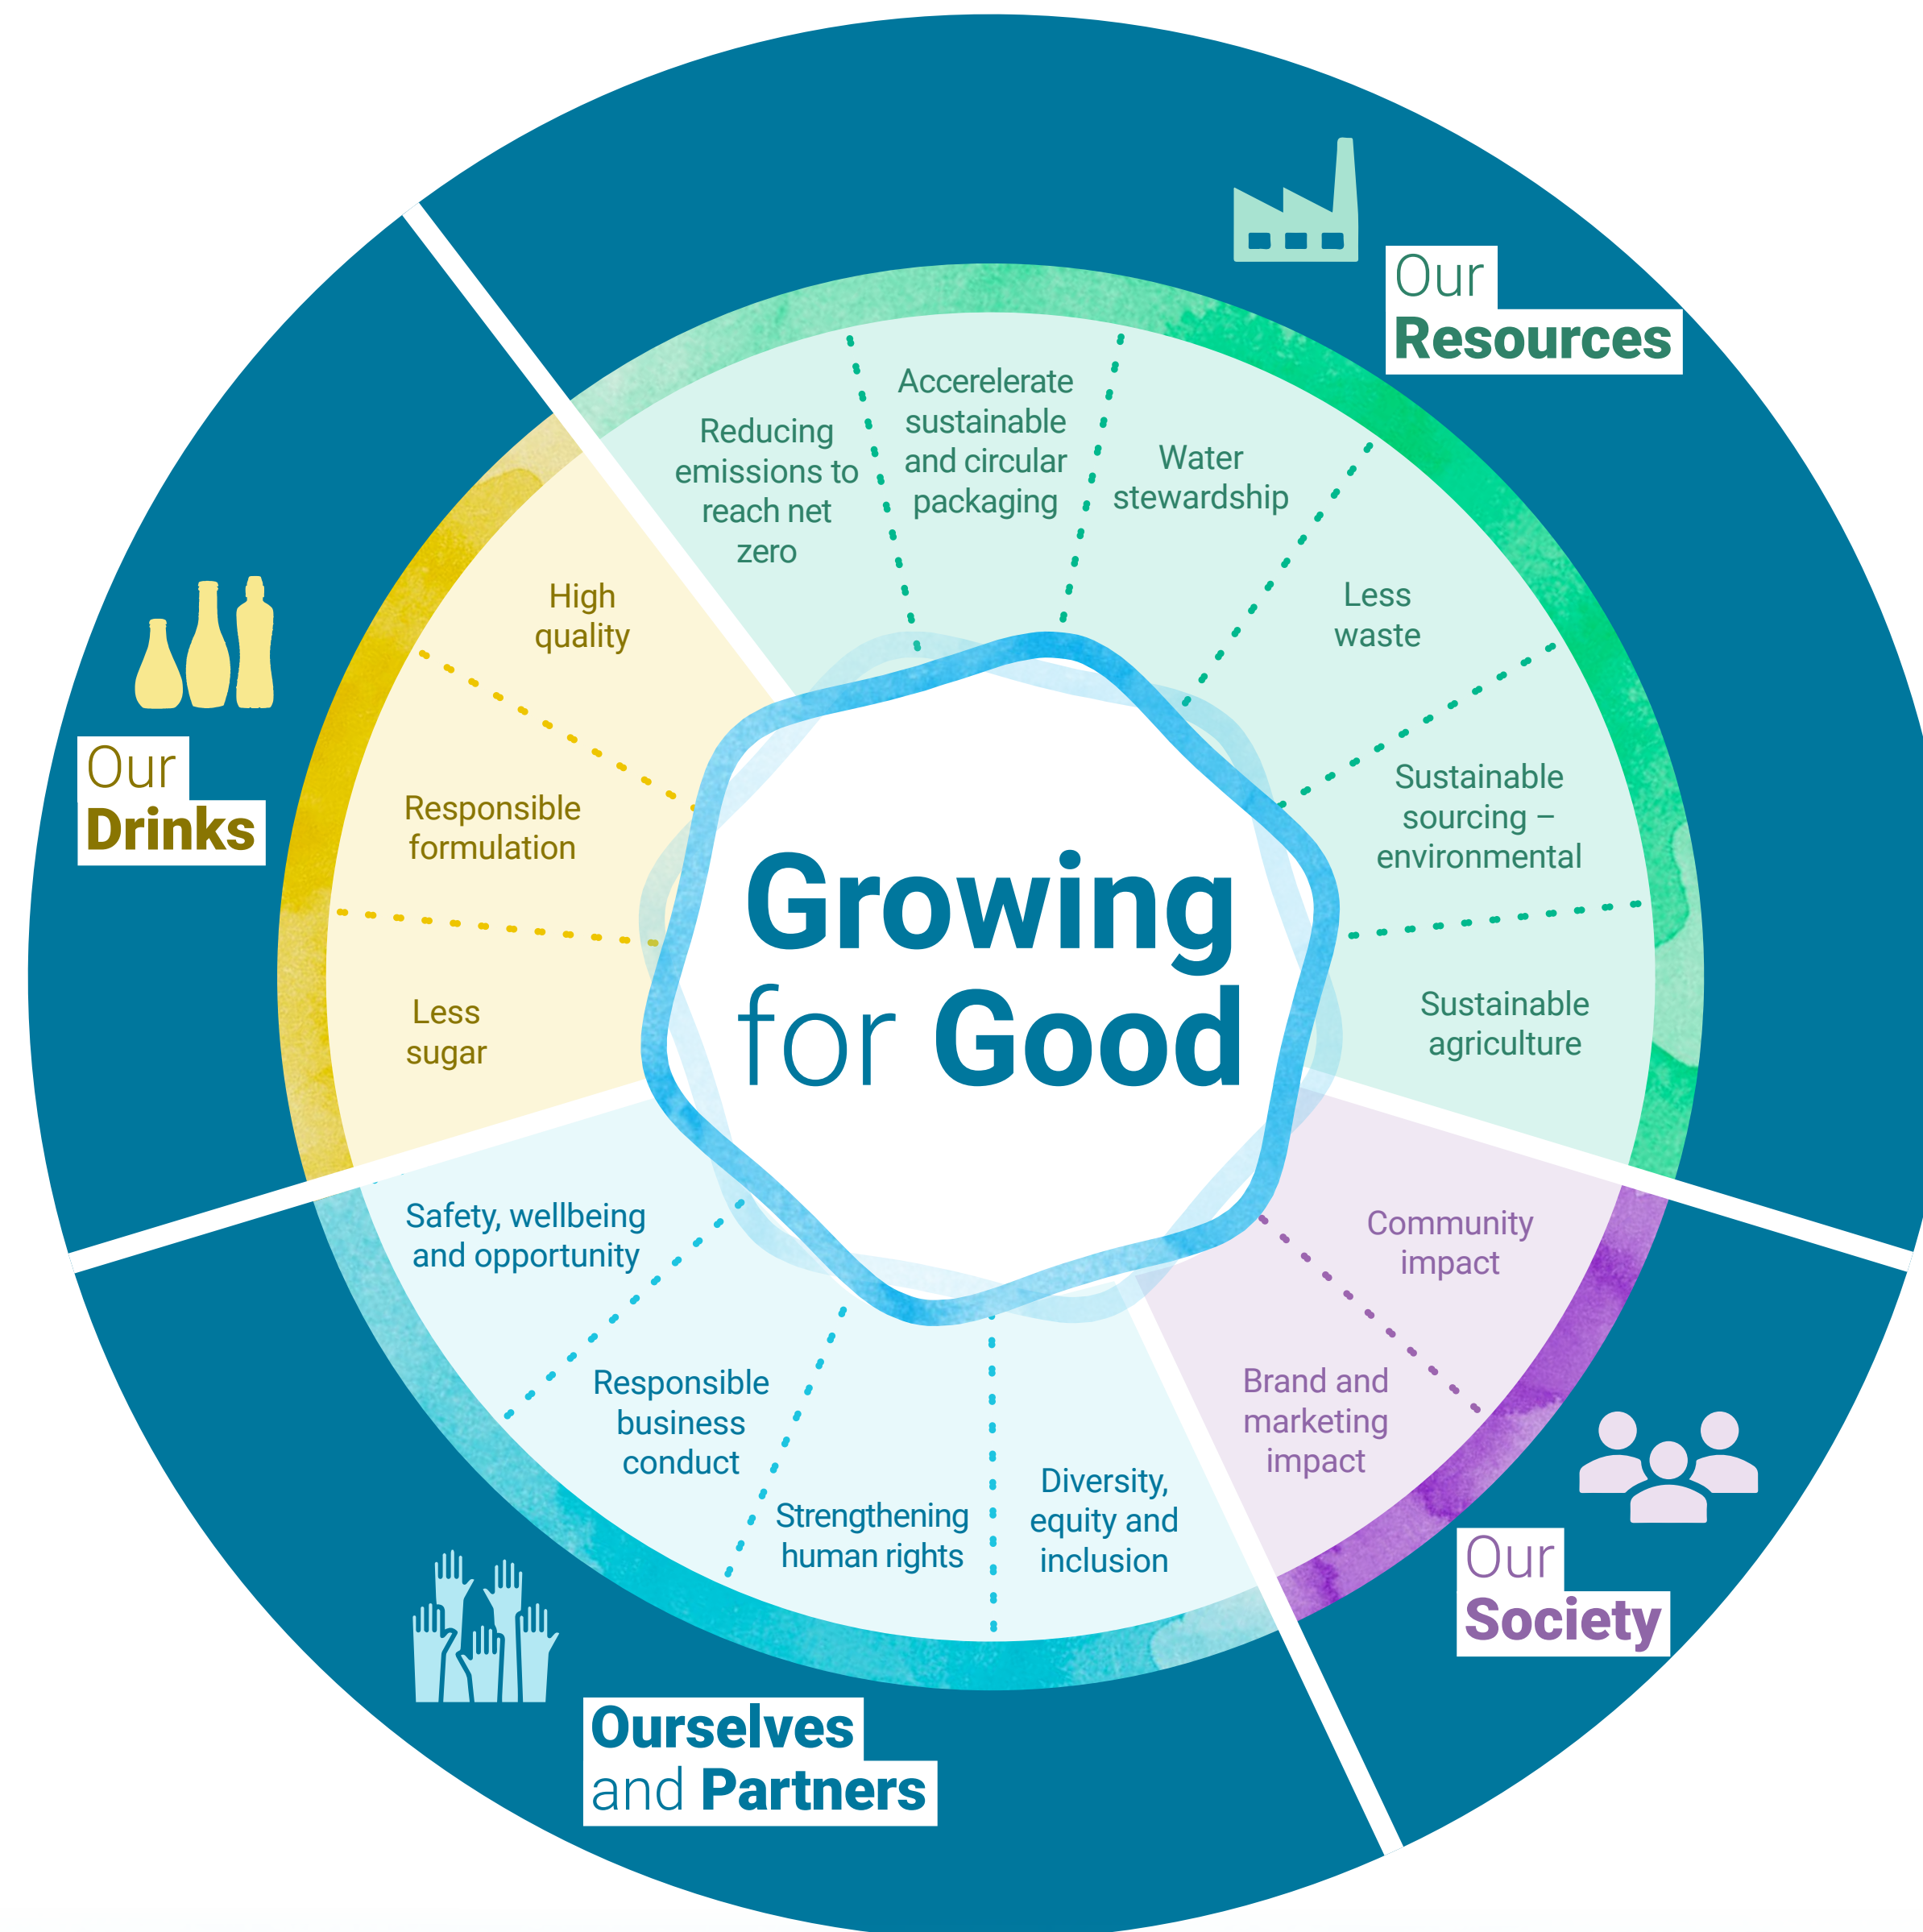 Our
Resources
Reducing
emissions to
reach net
zero
Accerelerate
sustainable
and circular
packaging
Water
stewardship
Less
waste
Sustainable
sourcing –
environmental
Sustainable
agriculture
Our
Drinks
High
quality
Responsible
formulation
Less
sugar
Growing
for Good
Safety, wellbeing
and opportunity
Responsible
business
conduct
Strengthening
human rights
Diversity,
equity and
inclusion
Ourselves
and Partners
Community
impact
Brand and
marketing
impact
Our
Society